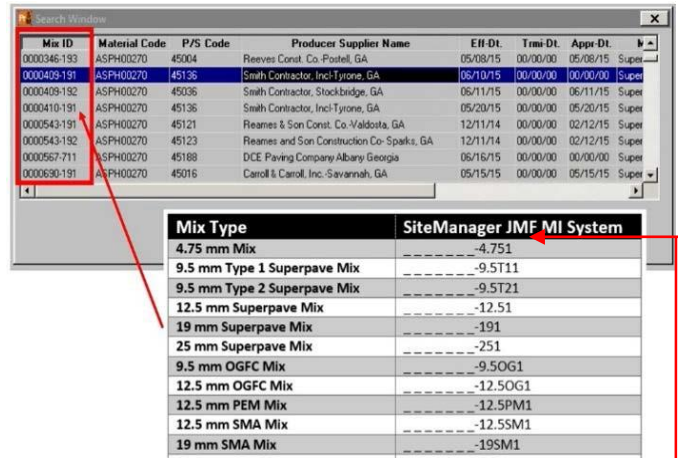 Search Window
Mix ID Material Code P/S Code Producer Supplier Name Eff-Dt. Trmi-Dt. Appr-Dt.
0000346-193 ASPH00270 45004 Reeves Const. Co.-Postell, GA 05/08/15 00/00/00 05/08/15 Super
0000409-191 ASPH00270 45136 Smith Contractor, Incl-Tyrone, GA 06/10/15 00/00/00 00/00/00 Super
0000409-192 ASPH00270 45036 Smith Contractor, Stockbridge, GA 06/11/15 00/00/00 06/11/15 Super
0000410-191 ASPH00270 45136 Smith Contractor, Incl-Tyrone, GA 05/20/15 00/00/00 05/20/15 Super
0000543-191 ASPH00270 45121 Reames & Son Const. Co.-Valdosta, GA 12/11/14 00/00/00 02/12/15 Super
0000543-192 ASPH00270 45123 Reames and Son Construction Co- Sparks, GA 12/11/14 00/00/00 02/12/15 Super
0000567-711 ASPH00270 45188 DCE Paving Company Albany Georgia 06/16/15 00/00/00 00/00/00 Super
0000690-191 ASPH00270 45016 Carroll & Carroll, Inc.-Savannah, GA 05/15/15 00/00/00 05/15/15 Super
Mix Type SiteManager JMF MI System
4.75 mm Mix _ _ _ _ _ _ _-4.751
9.5 mm Type 1 Superpave Mix _ _ _ _ _ _ _-9.5T11
9.5 mm Type 2 Superpave Mix _ _ _ _ _ _ _-9.5T21
12.5 mm Superpave Mix _ _ _ _ _ _ _-12.51
19 mm Superpave Mix _ _ _ _ _ _ _-191
25 mm Superpave Mix _ _ _ _ _ _ _-251
9.5 mm OGFC Mix _ _ _ _ _ _ _-9.5OG1
12.5 mm OGFC Mix _ _ _ _ _ _ _-12.5OG1
12.5 mm PEM Mix _ _ _ _ _ _ _-12.5PM1
12.5 mm SMA Mix _ _ _ _ _ _ _-12.5SM1
19 mm SMA Mix _ _ _ _ _ _ _-19SM1